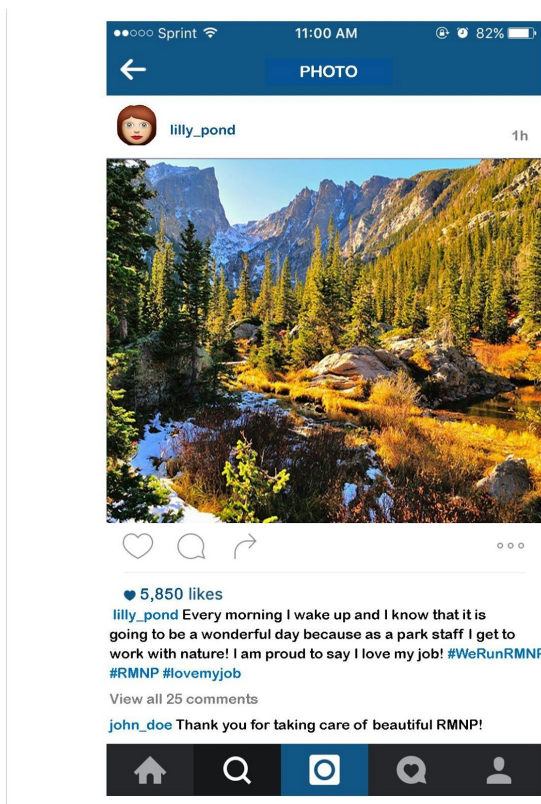 Sprint 11:00 AM 82%
PHOTO
lilly_pond
1h
5,850 likes
lilly_pond Every morning I wake up and I know that it is
going to be a wonderful day because as a park staff I get to
work with nature! I am proud to say I love my job! #WeRunRMNP
#RMNP #lovemyjob
View all 25 comments
john_doe Thank you for taking care of beautiful RMNP!